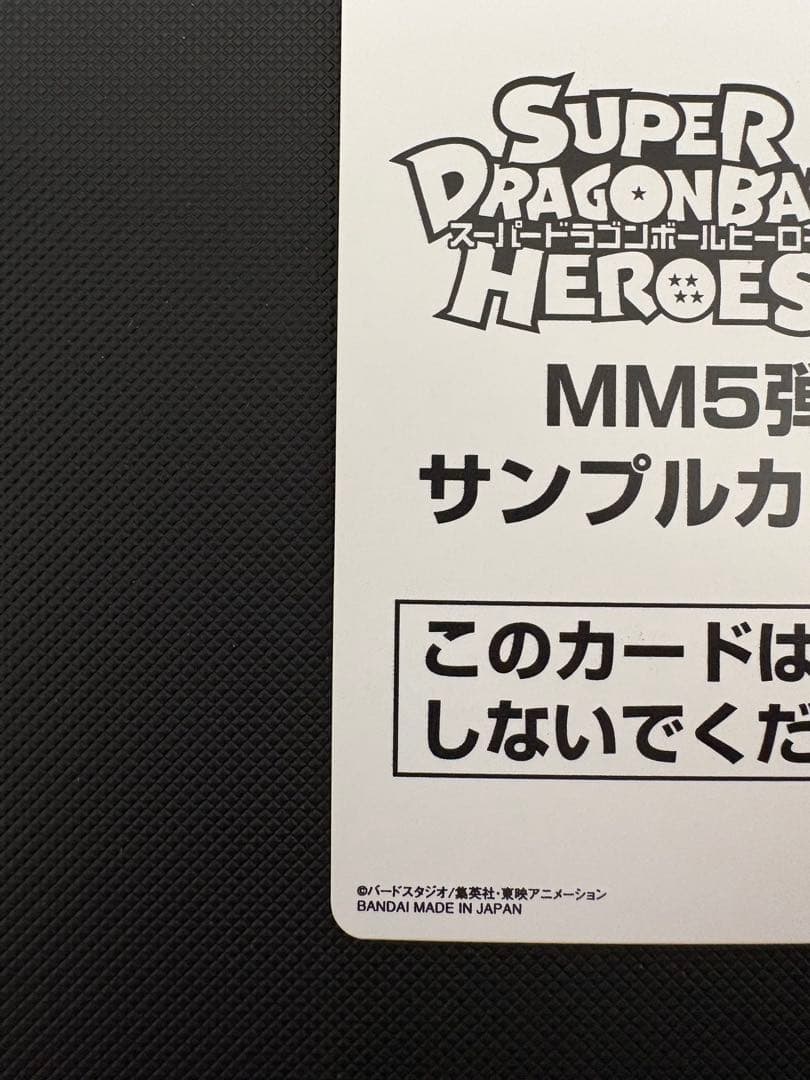 SUPER
DRAGONBA
スーパードラゴンボールヒーロ
HEROES
MM5弾
サンプルカ
このカードは
しないでくだ
©バードスタジオ/集英社・東映アニメーション
BANDAI MADE IN JAPAN